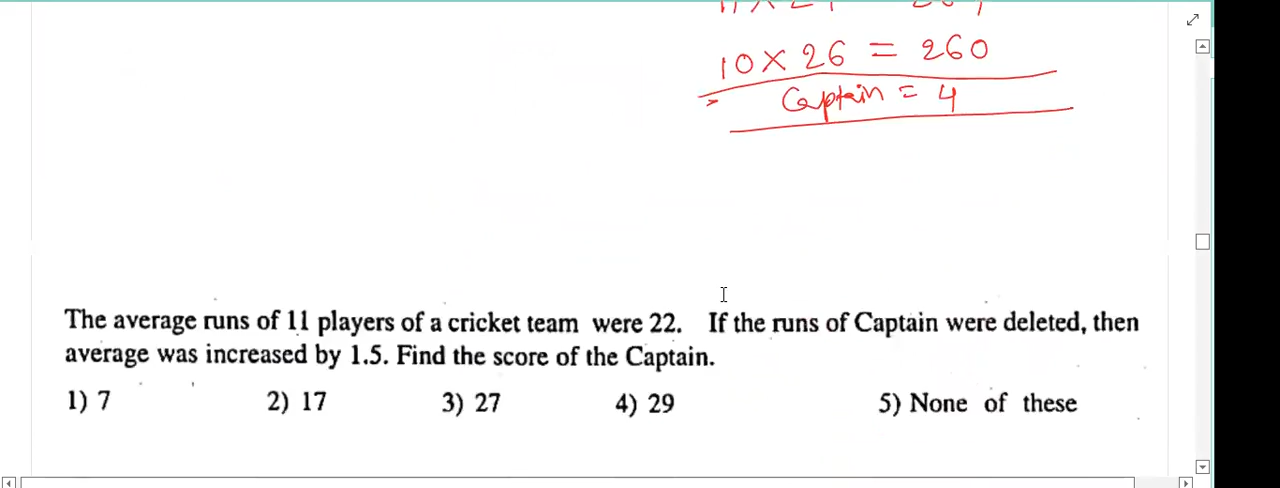 10 × 26 = 260
Captain = 4
The average runs of 11 players of a cricket team were 22. If the runs of Captain were deleted, then
average was increased by 1.5. Find the score of the Captain.
1) 7 2) 17 3) 27 4) 29 5) None of these